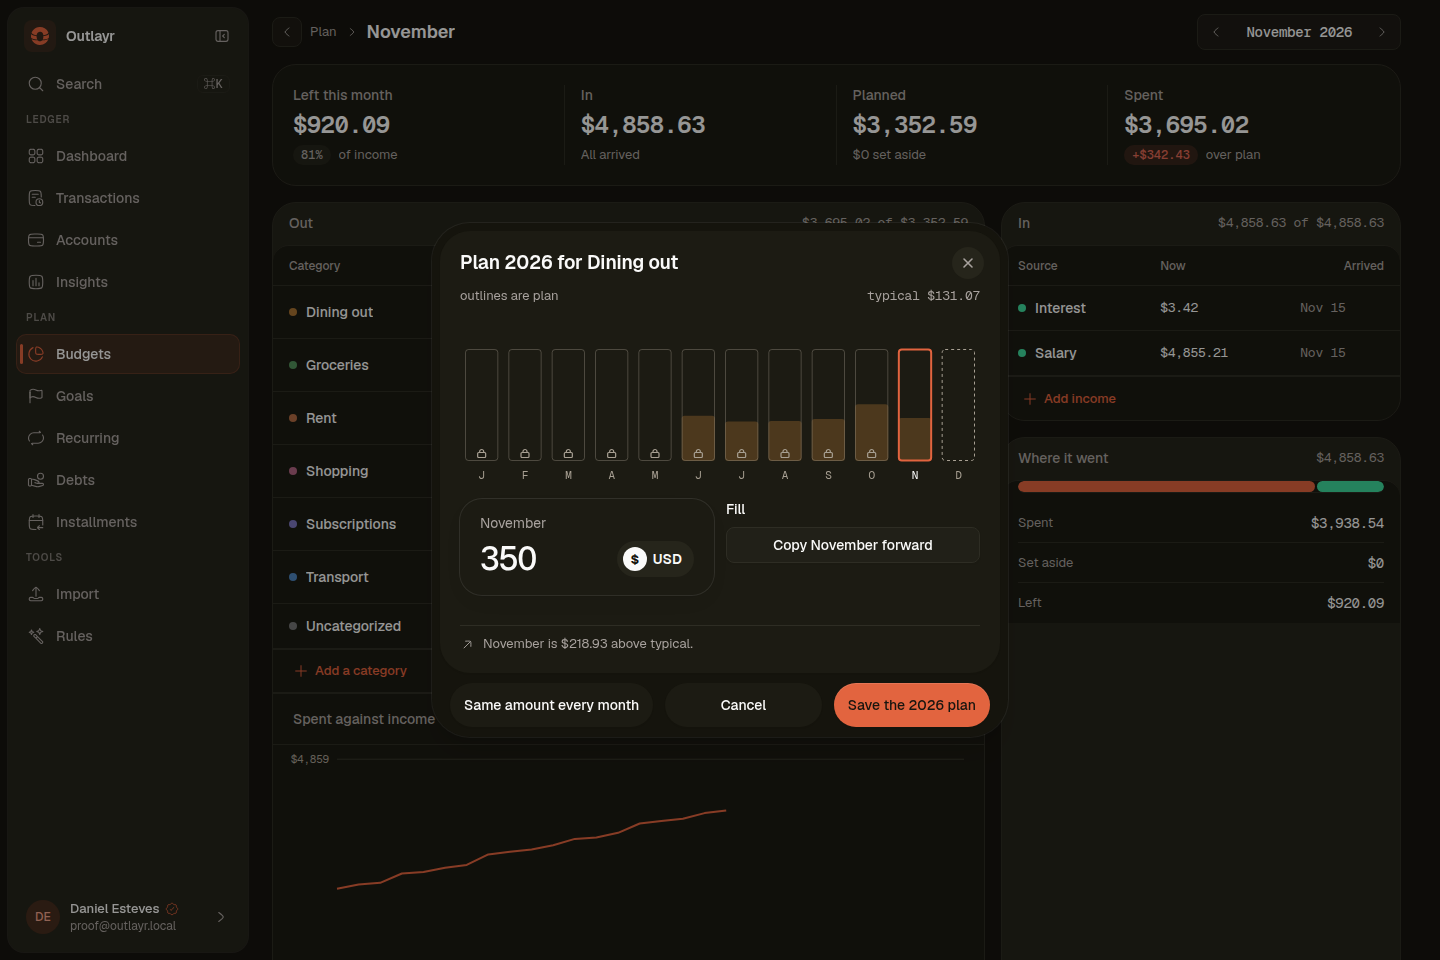 Outlayr
Search ⌘K
LEDGER
Dashboard
Transactions
Accounts
Insights
PLAN
Budgets
Goals
Recurring
Debts
Installments
TOOLS
Import
Rules
DE
Daniel Esteves
proof@outlayr.local
Plan
November
November 2026
Left this month
$920.09
81% of income
In
$4,858.63
All arrived
Planned
$3,352.59
$0 set aside
Spent
$3,695.02
+$342.43 over plan
Out $3,695.02 of $3,352.59
Category
Dining out
Groceries
Rent
Shopping
Subscriptions
Transport
Uncategorized
Add a category
Spent against income
$4,859
Plan 2026 for Dining out
outlines are plan typical $131.07
J F M A M J J A S O N D
November
350
$ USD
Fill
Copy November forward
November is $218.93 above typical.
Same amount every month
Cancel
Save the 2026 plan
In $4,858.63 of $4,858.63
Source Now Arrived
Interest $3.42 Nov 15
Salary $4,855.21 Nov 15
Add income
Where it went $4,858.63
Spent $3,938.54
Set aside $0
Left $920.09